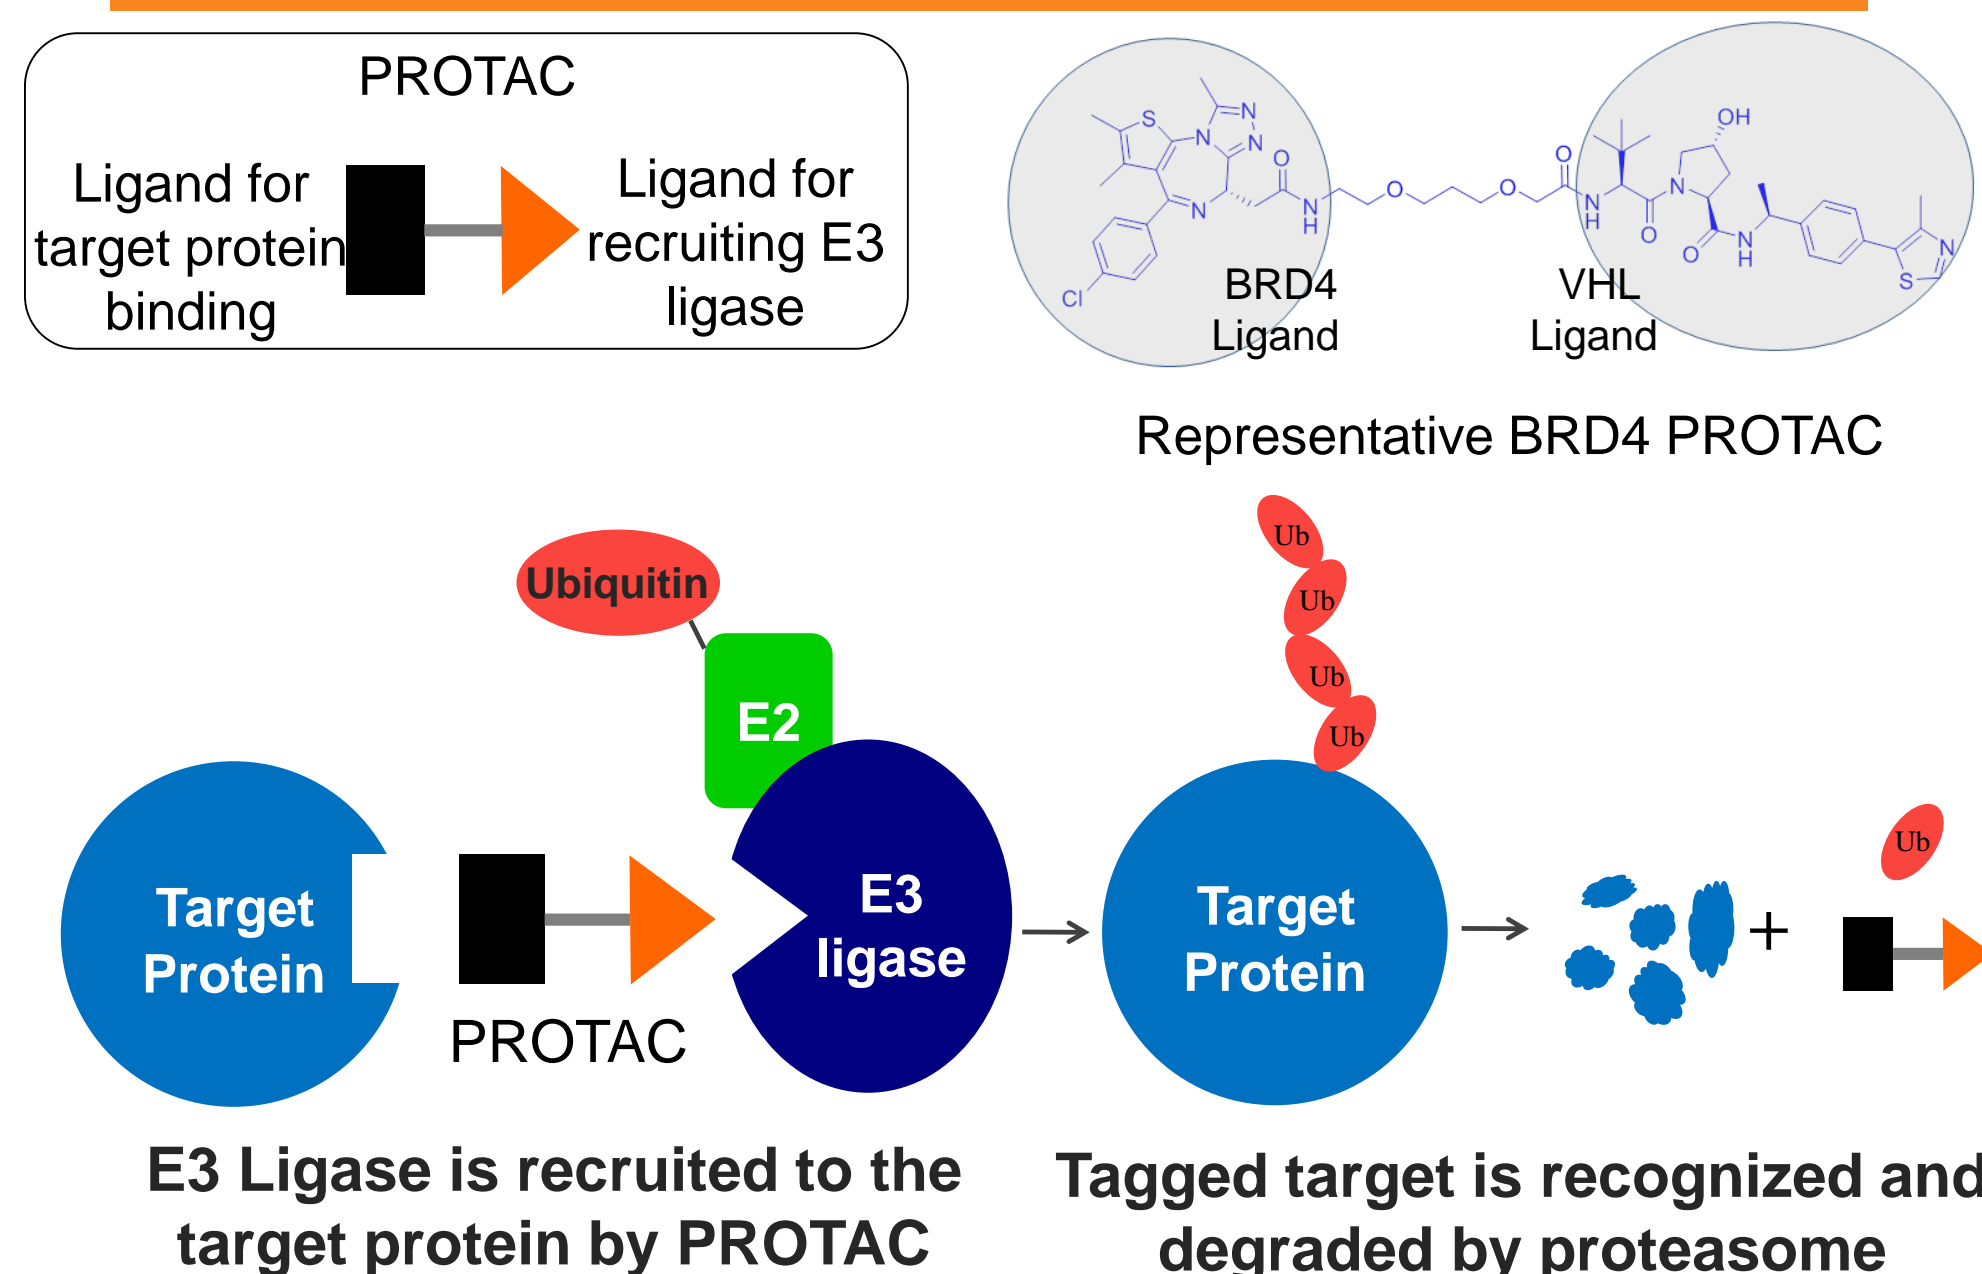 PROTAC
Ligand for
target protein
binding
Ligand for
recruiting E3
ligase
S
N
N
N
N
O
N
H
Cl
O
O
O
N
H
O
N
OH
O
N
H
N
S
BRD4
Ligand
VHL
Ligand
Representative BRD4 PROTAC
Ubiquitin
E2
E3
ligase
Target
Protein
PROTAC
Ub
Ub
Ub
Ub
Target
Protein
+
Ub
E3 Ligase is recruited to the
target protein by PROTAC
Tagged target is recognized and
degraded by proteasome